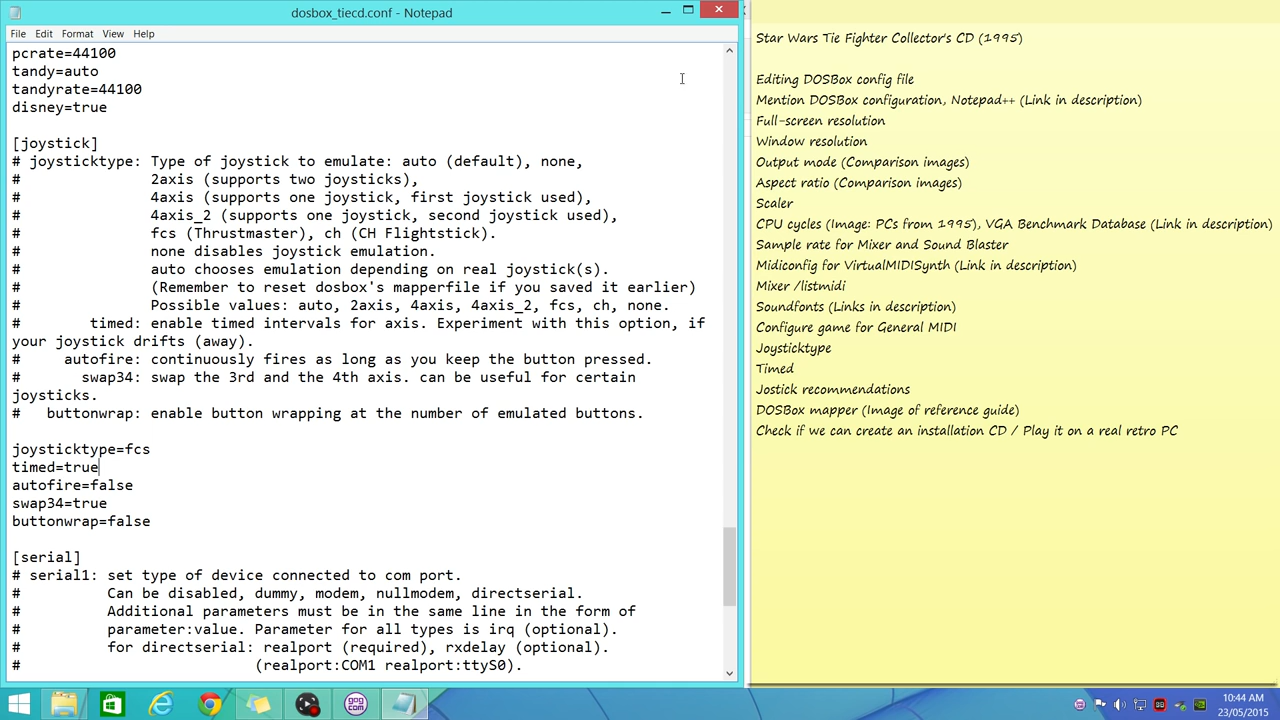 dosbox_tiecd.conf - Notepad
File Edit Format View Help
pcrate=44100
tandy=auto
tandyrate=44100
disney=true
[joystick]
# joysticktype: Type of joystick to emulate: auto (default), none,
# 2axis (supports two joysticks),
# 4axis (supports one joystick, first joystick used),
# 4axis_2 (supports one joystick, second joystick used),
# fcs (Thrustmaster), ch (CH Flightstick).
# none disables joystick emulation.
# auto chooses emulation depending on real joystick(s).
# (Remember to reset dosbox's mapperfile if you saved it earlier)
# Possible values: auto, 2axis, 4axis, 4axis_2, fcs, ch, none.
# timed: enable timed intervals for axis. Experiment with this option, if
your joystick drifts (away).
# autofire: continuously fires as long as you keep the button pressed.
# swap34: swap the 3rd and the 4th axis. can be useful for certain
joysticks.
# buttonwrap: enable button wrapping at the number of emulated buttons.
joysticktype=fcs
timed=true
autofire=false
swap34=true
buttonwrap=false
[serial]
# serial1: set type of device connected to com port.
# Can be disabled, dummy, modem, nullmodem, directserial.
# Additional parameters must be in the same line in the form of
# parameter:value. Parameter for all types is irq (optional).
# for directserial: realport (required), rxdelay (optional).
# (realport:COM1 realport:ttyS0).
Star Wars Tie Fighter Collector's CD (1995)
Editing DOSBox config file
Mention DOSBox configuration, Notepad++ (Link in description)
Full-screen resolution
Window resolution
Output mode (Comparison images)
Aspect ratio (Comparison images)
Scaler
CPU cycles (Image: PCs from 1995), VGA Benchmark Database (Link in description)
Sample rate for Mixer and Sound Blaster
Midiconfig for VirtualMIDISynth (Link in description)
Mixer /listmidi
Soundfonts (Links in description)
Configure game for General MIDI
Joysticktype
Timed
Jostick recommendations
DOSBox mapper (Image of reference guide)
Check if we can create an installation CD / Play it on a real retro PC
gog
com
10:44 AM
23/05/2015